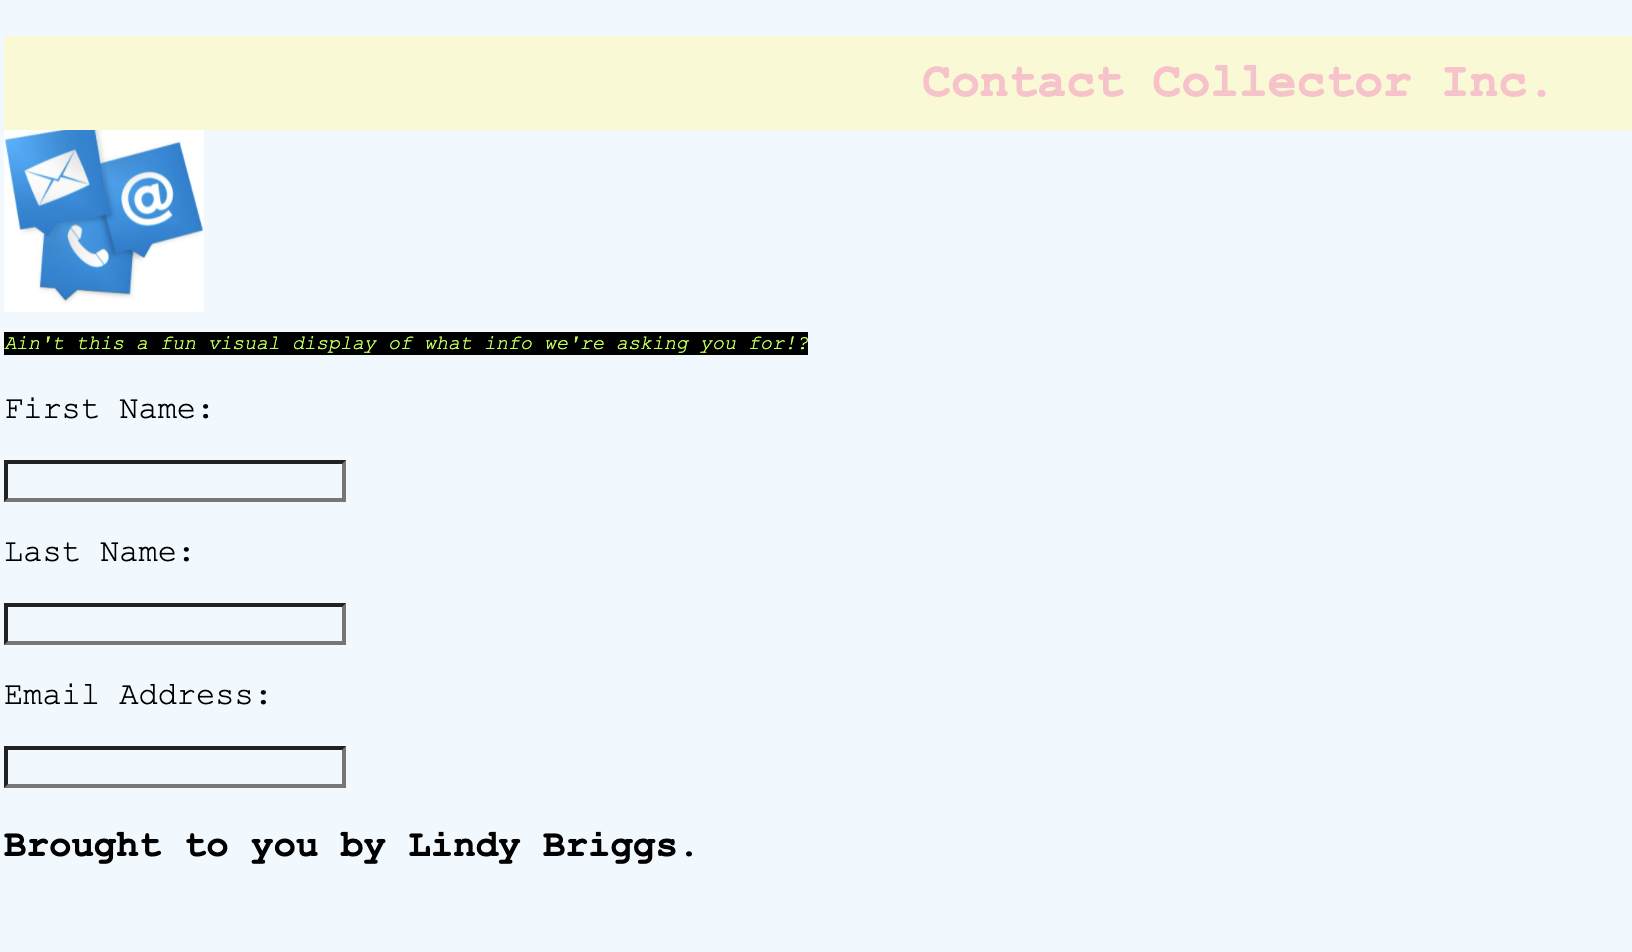 Contact Collector Inc.
@
Ain't this a fun visual display of what info we're asking you for!?
First Name:
Last Name:
Email Address:
Brought to you by Lindy Briggs.